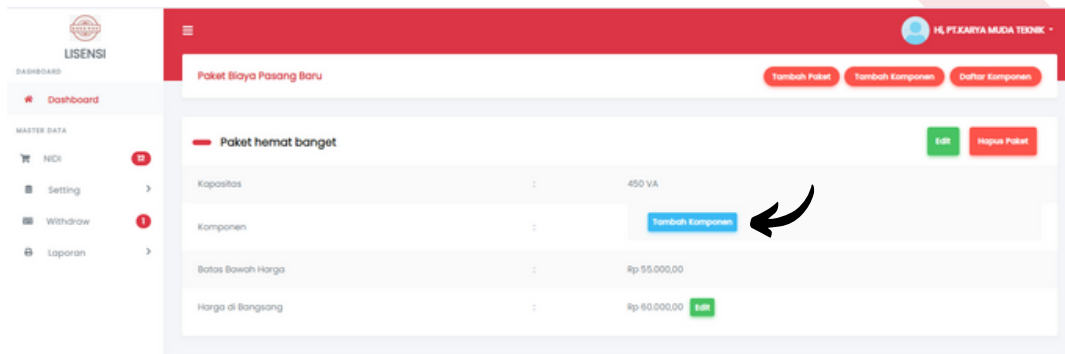 LISENSI
DASHBOARD
Dashboard
MASTER DATA
NIDI 12
Setting
Withdraw 1
Laporan
Hi, PT.KARYA MUDA TEKNIK
Paket Biaya Pasang Baru
Tambah Paket Tambah Komponen Daftar Komponen
Paket hemat banget
Edit Hapus Paket
Kapasitas : 450 VA
Komponen : Tambah Komponen
Batas Bawah Harga : Rp 55.000,00
Harga di Bangsang : Rp 60.000,00 Edit